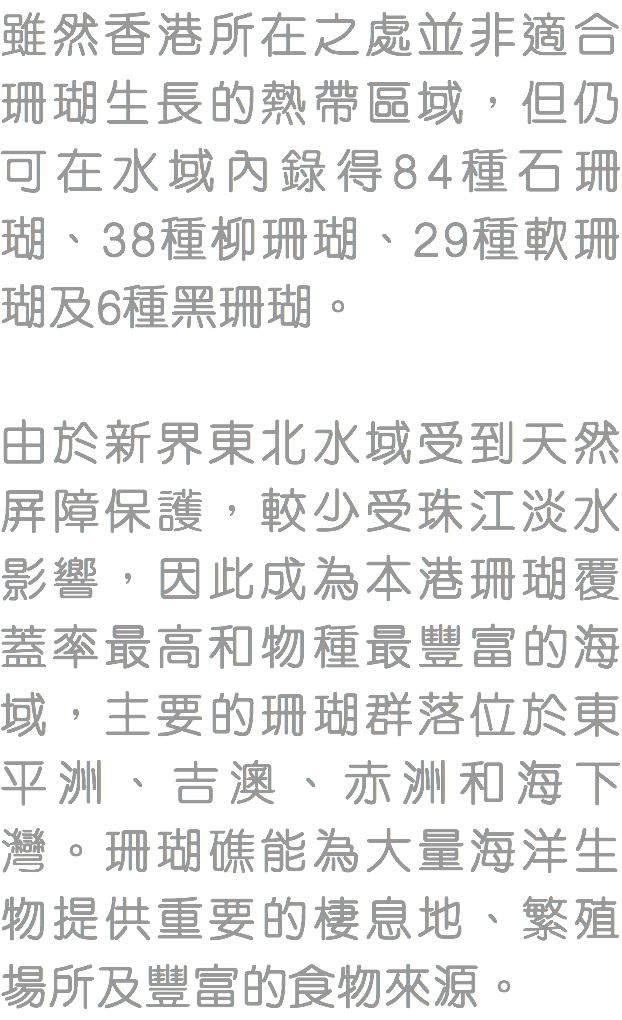 雖然香港所在之處並非適合
珊瑚生長的熱帶區域，但仍
可在水域內錄得84種石珊
瑚、38種柳珊瑚、29種軟珊
瑚及6種黑珊瑚。
由於新界東北水域受到天然
屏障保護，較少受珠江淡水
影響，因此成為本港珊瑚覆
蓋率最高和物種最豐富的海
域，主要的珊瑚群落位於東
平洲、吉澳、赤洲和海下
灣。珊瑚礁能為大量海洋生
物提供重要的棲息地、繁殖
場所及豐富的食物來源。